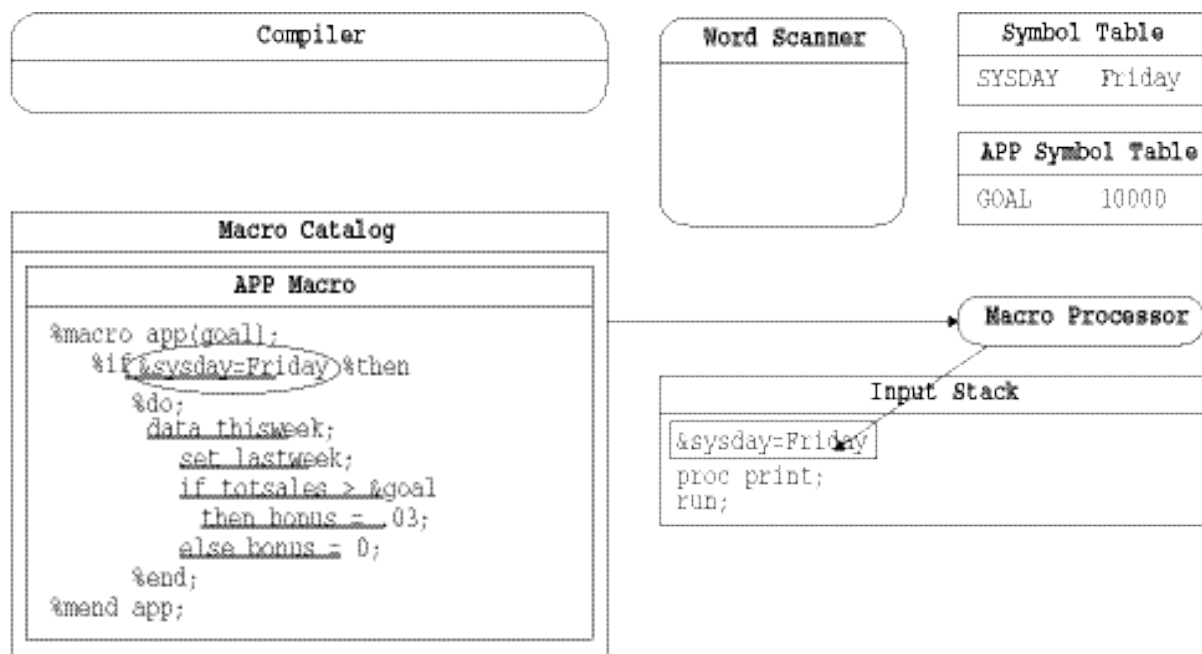 Compiler
Word Scanner
Symbol Table
SYSDAY Friday
APP Symbol Table
GOAL 10000
Macro Catalog
APP Macro
%macro app(goal);
%if &sysday=Friday %then
%do;
data thisweek;
set lastweek;
if totsales > &goal
then bonus = .03;
else bonus = 0;
%end;
%mend app;
Macro Processor
Input Stack
&sysday=Friday
proc print;
run;